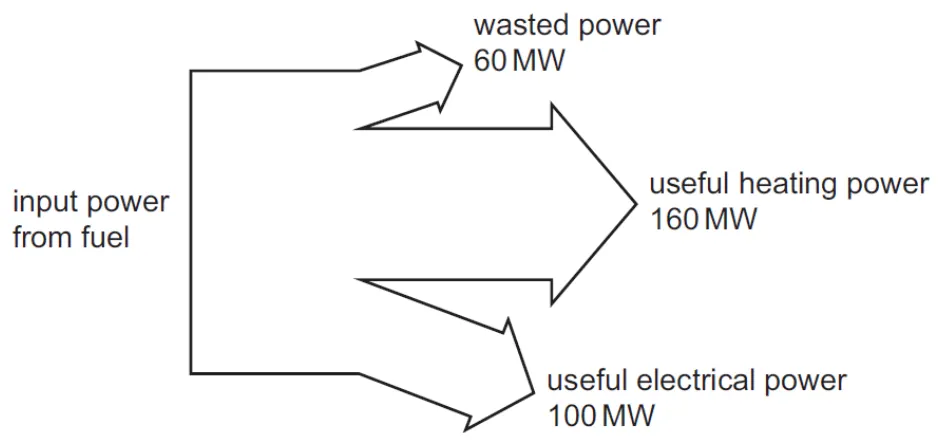 wasted power
60 MW
input power
from fuel
useful heating power
160 MW
useful electrical power
100 MW